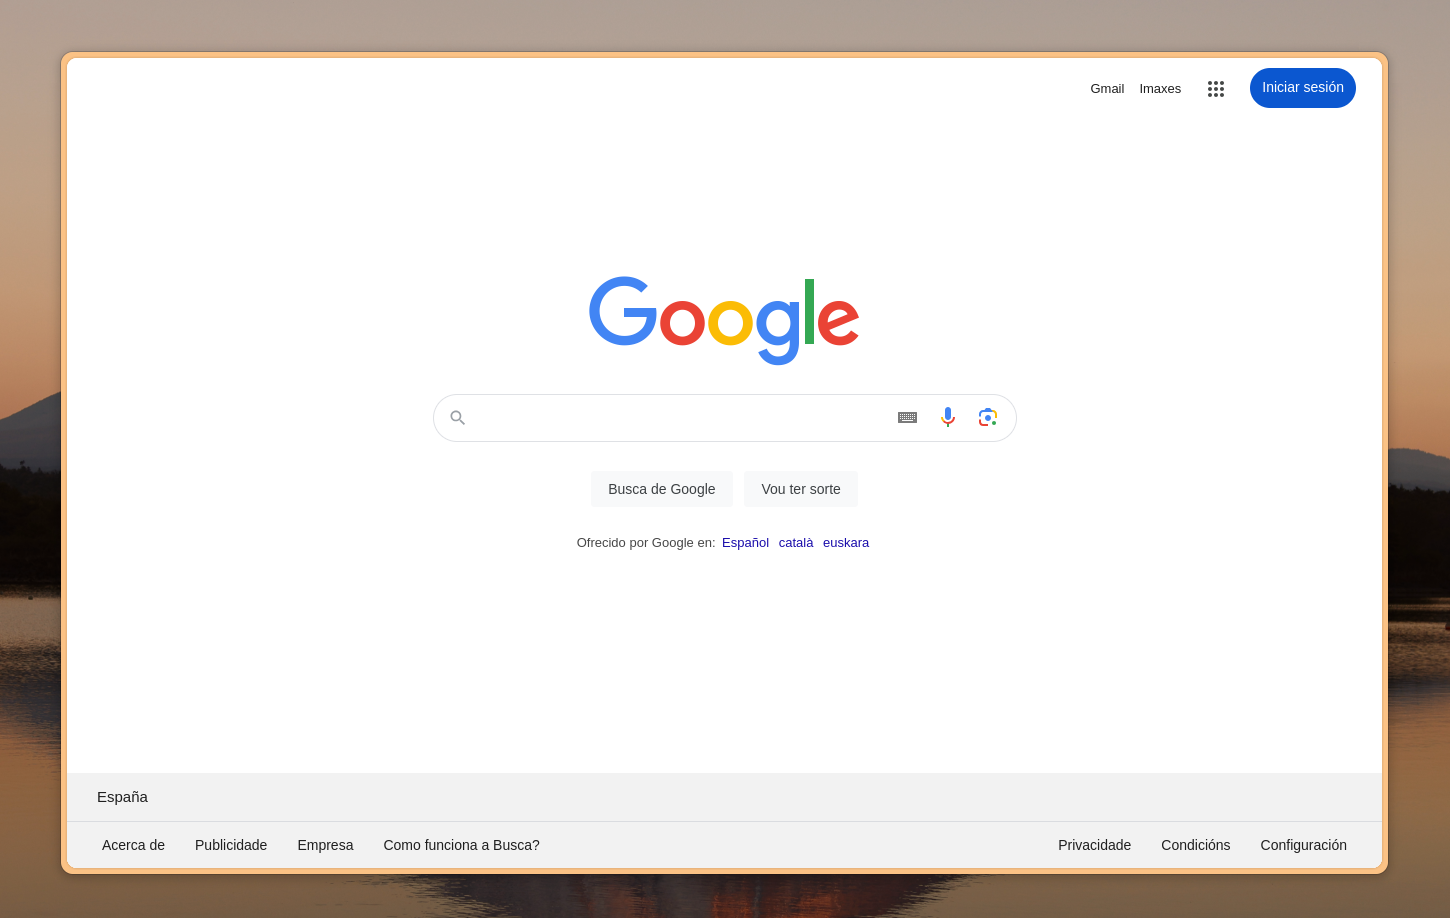 Gmail Imaxes Iniciar sesión
Google
Busca de Google Vou ter sorte
Ofrecido por Google en: Español català euskara
España
Acerca de Publicidade Empresa Como funciona a Busca? Privacidade Condicións Configuración